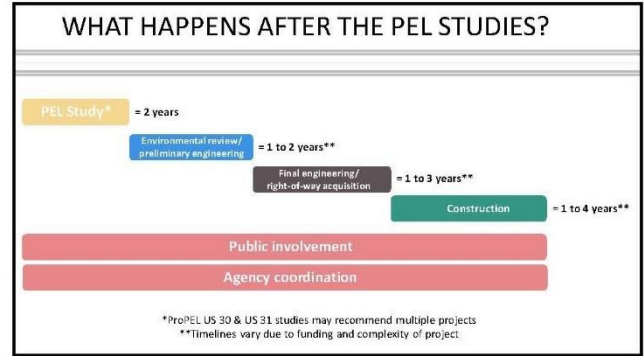 WHAT HAPPENS AFTER THE PEL STUDIES?
PEL Study* = 2 years
Environmental review/
preliminary engineering = 1 to 2 years**
Final engineering/
right-of-way acquisition = 1 to 3 years**
Construction = 1 to 4 years**
Public involvement
Agency coordination
*ProPEL US 30 & US 31 studies may recommend multiple projects
**Timelines vary due to funding and complexity of project